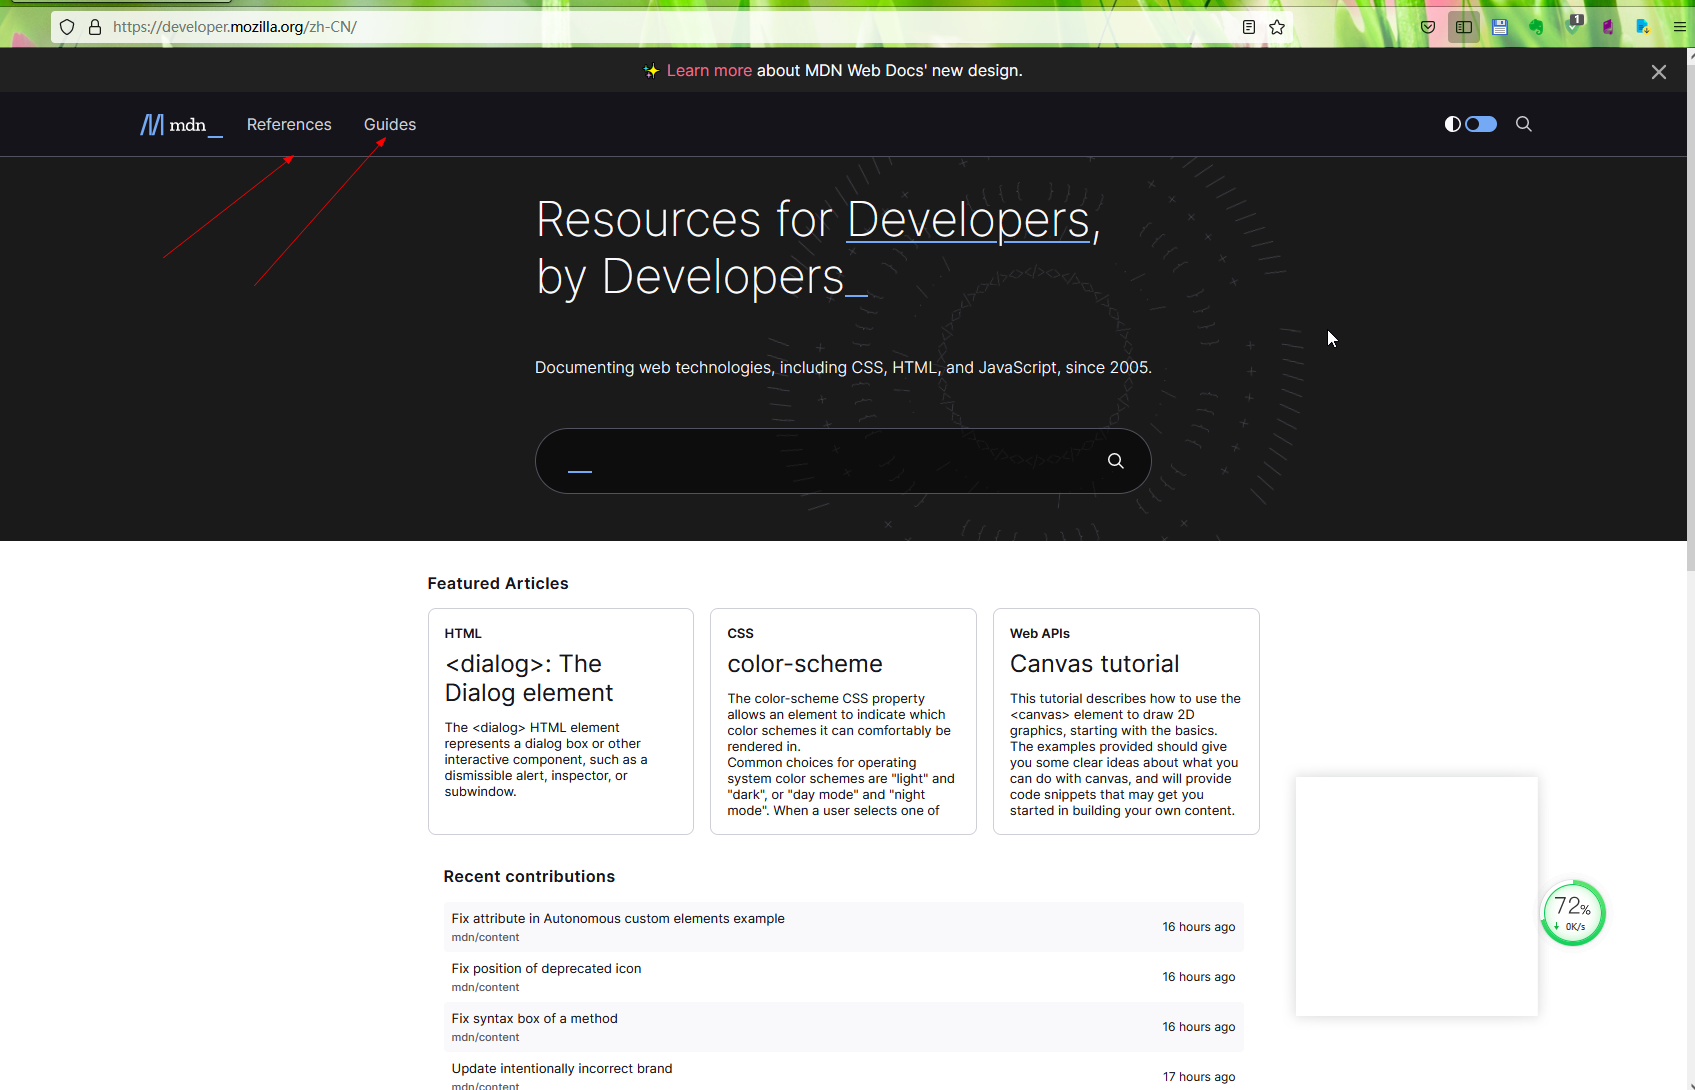 https://developer.mozilla.org/zh-CN/
1
✨ Learn more about MDN Web Docs' new design.
mdn_
References
Guides
Resources for Developers,
by Developers_
Documenting web technologies, including CSS, HTML, and JavaScript, since 2005.
Featured Articles
HTML
<dialog>: The
Dialog element
The <dialog> HTML element
represents a dialog box or other
interactive component, such as a
dismissible alert, inspector, or
subwindow.
CSS
color-scheme
The color-scheme CSS property
allows an element to indicate which
color schemes it can comfortably be
rendered in.
Common choices for operating
system color schemes are "light" and
"dark", or "day mode" and "night
mode". When a user selects one of
Web APIs
Canvas tutorial
This tutorial describes how to use the
<canvas> element to draw 2D
graphics, starting with the basics.
The examples provided should give
you some clear ideas about what you
can do with canvas, and will provide
code snippets that may get you
started in building your own content.
72%
0K/s
Recent contributions
Fix attribute in Autonomous custom elements example
mdn/content
16 hours ago
Fix position of deprecated icon
mdn/content
16 hours ago
Fix syntax box of a method
mdn/content
16 hours ago
Update intentionally incorrect brand
mdn/content
17 hours ago